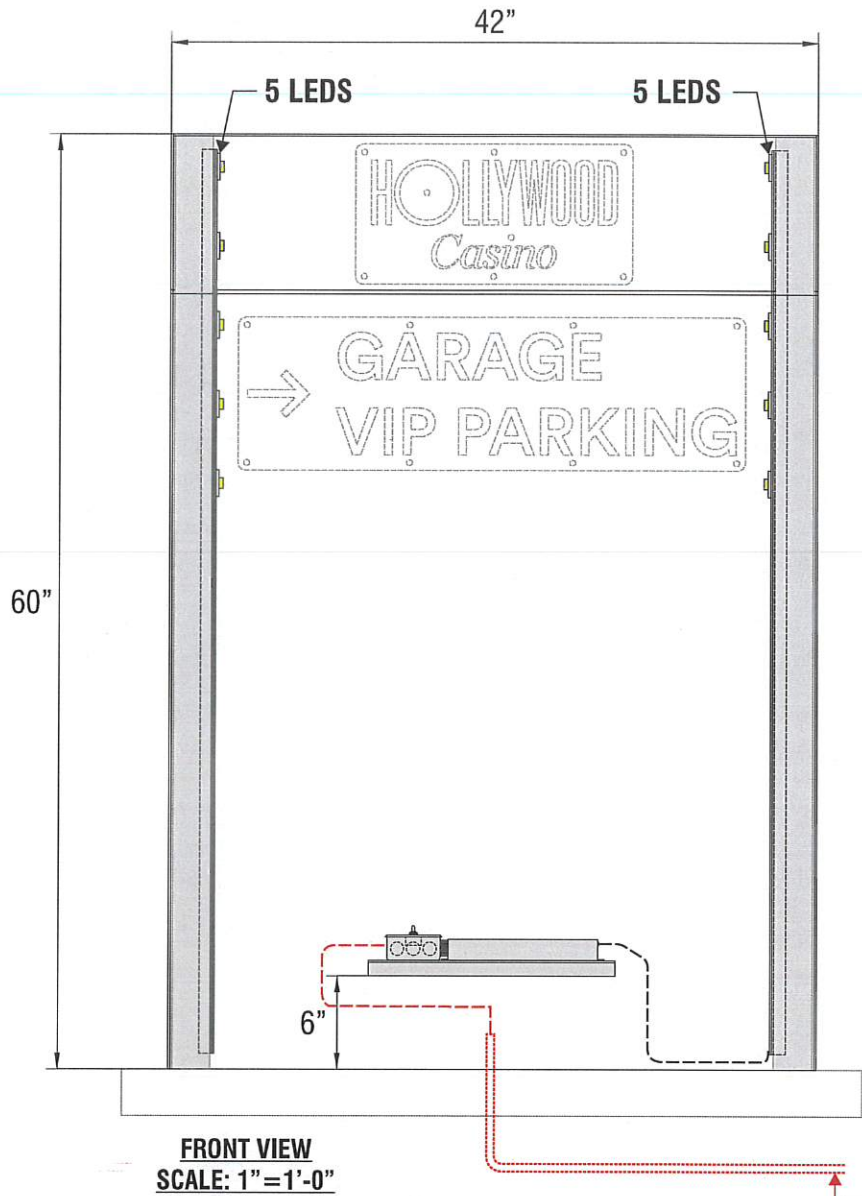 42”
5 LEDS
5 LEDS
HOLLYWOOD
Casino
GARAGE
VIP PARKING
60”
6”
FRONT VIEW
SCALE: 1”=1’-0”